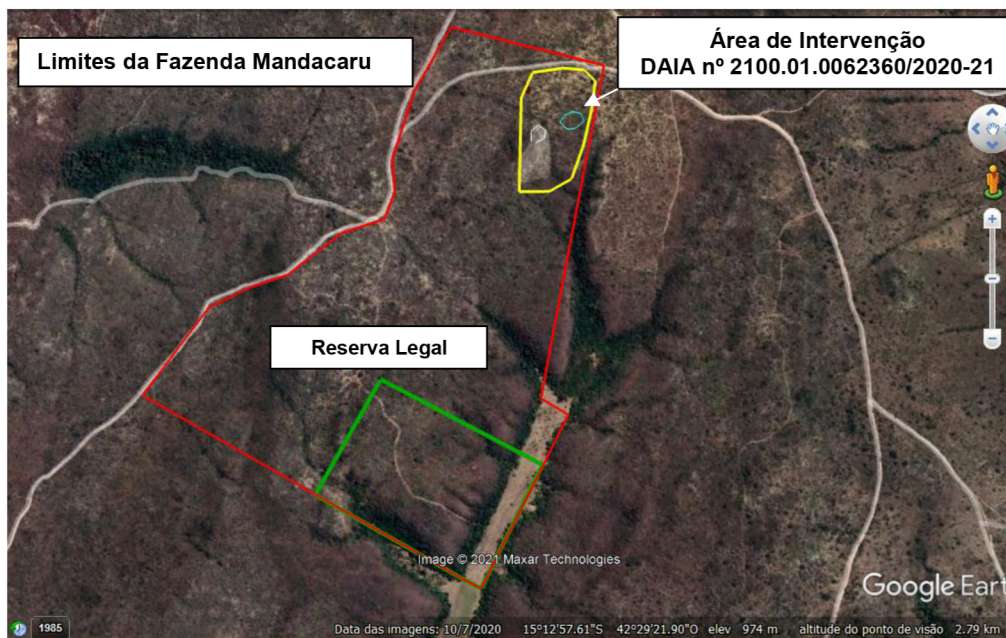 Limites da Fazenda Mandacaru
Área de Intervenção
DAIA nº 2100.01.0062360/2020-21
Reserva Legal
Image © 2021 Maxar Technologies
Google Eart
1985
Data das imagens: 10/7/2020 15°12'57.61"S 42°29'21.90"O elev 974 m altitude do ponto de visão 2.79 km